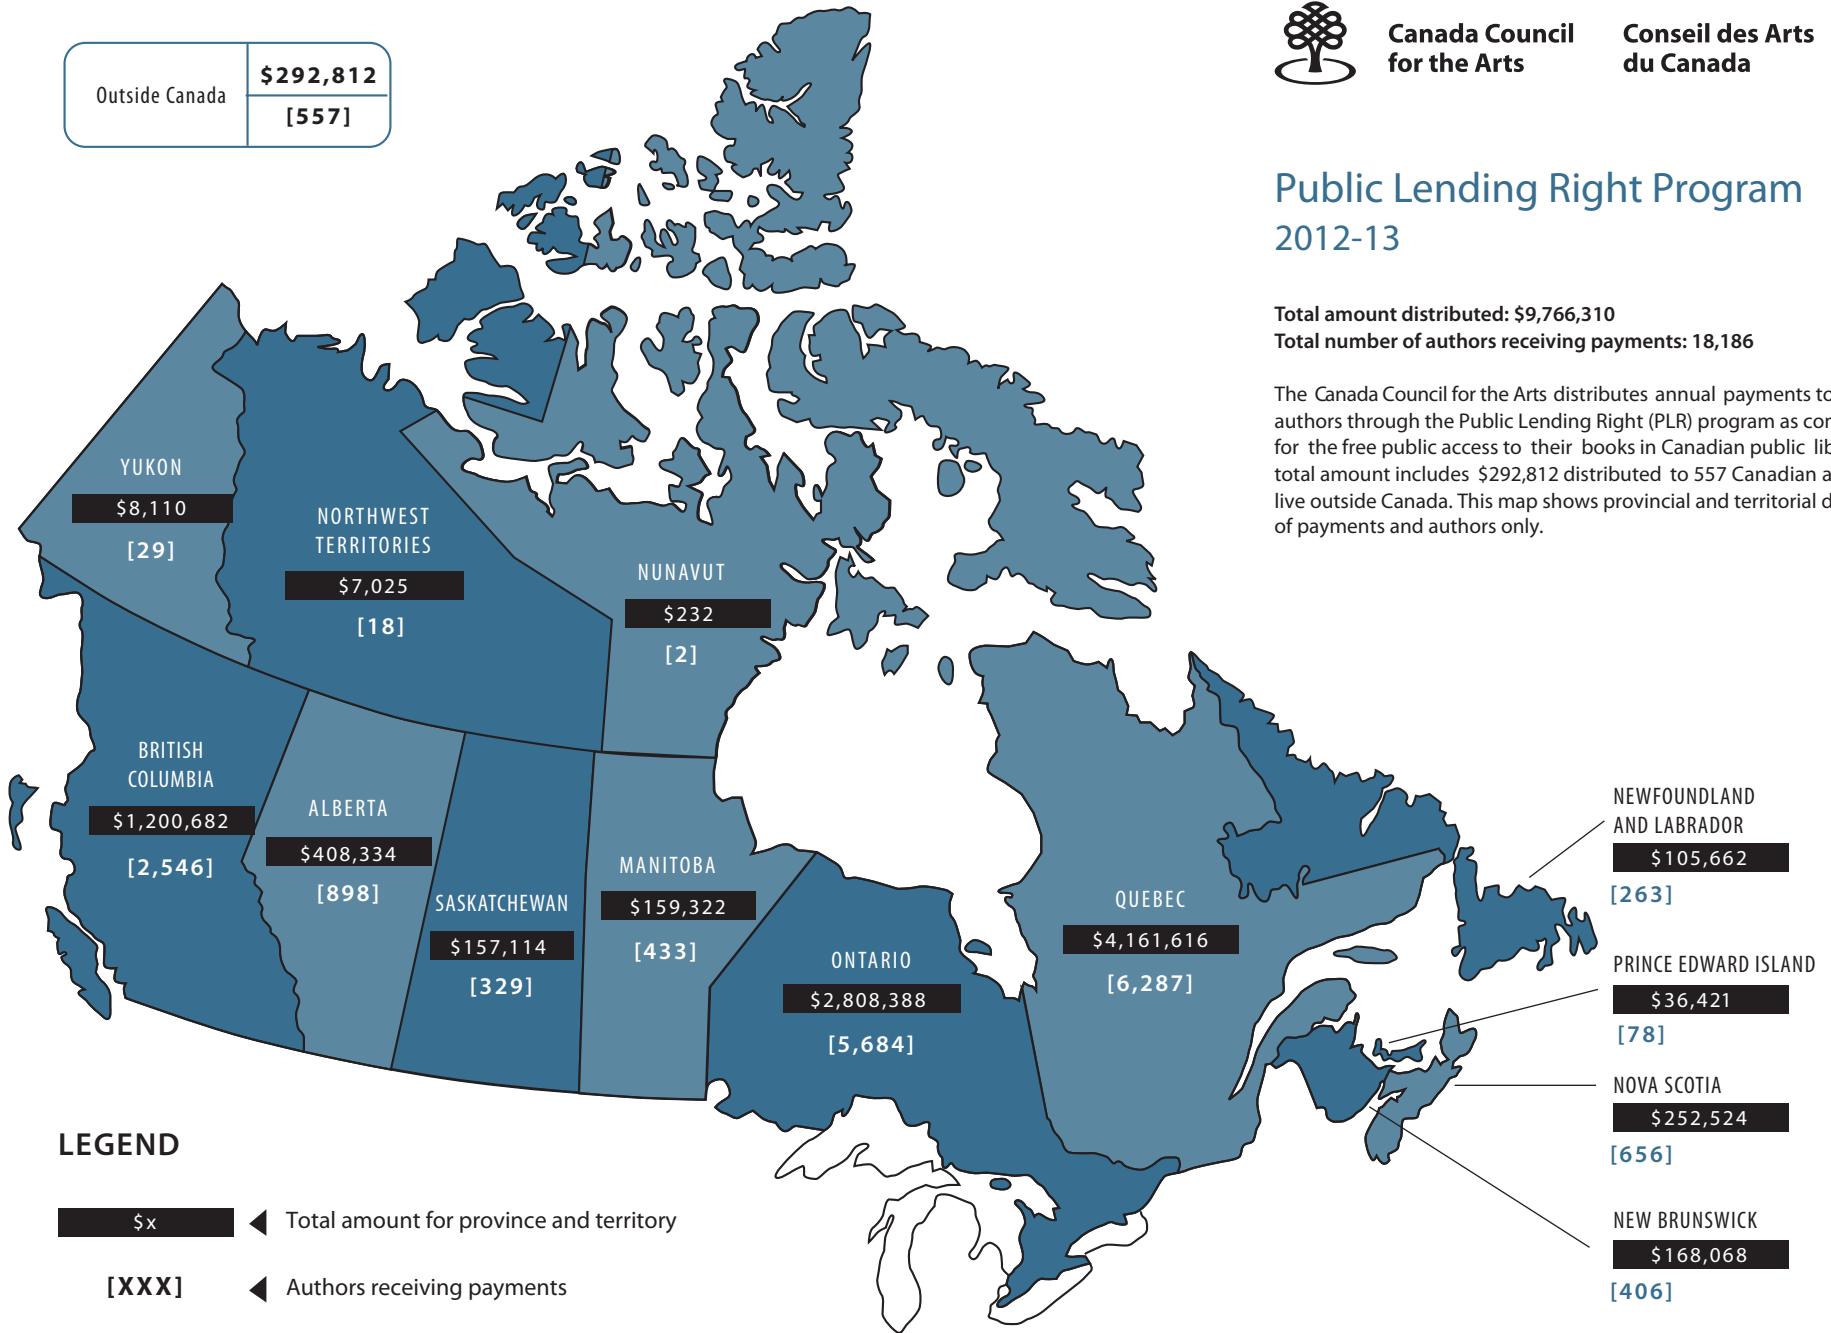 Outside Canada
$292,812
[557]
Canada Council
for the Arts
Conseil des Arts
du Canada
Public Lending Right Program
2012-13
Total amount distributed: $9,766,310
Total number of authors receiving payments: 18,186
The Canada Council for the Arts distributes annual payments to
authors through the Public Lending Right (PLR) program as
for the free public access to their books in Canadian public
total amount includes $292,812 distributed to 557 Canadian
live outside Canada. This map shows provincial and territorial
of payments and authors only.
YUKON
$8,110
[29]
NORTHWEST
TERRITORIES
$7,025
[18]
NUNAVUT
$232
[2]
BRITISH
COLUMBIA
$1,200,682
[2,546]
ALBERTA
$408,334
[898]
SASKATCHEWAN
$157,114
[329]
MANITOBA
$159,322
[433]
ONTARIO
$2,808,388
[5,684]
QUEBEC
$4,161,616
[6,287]
NEWFOUNDLAND
AND LABRADOR
$105,662
[263]
PRINCE EDWARD ISLAND
$36,421
[78]
NOVA SCOTIA
$252,524
[656]
NEW BRUNSWICK
$168,068
[406]
LEGEND
$x
Total amount for province and territory
[XXX]
Authors receiving payments